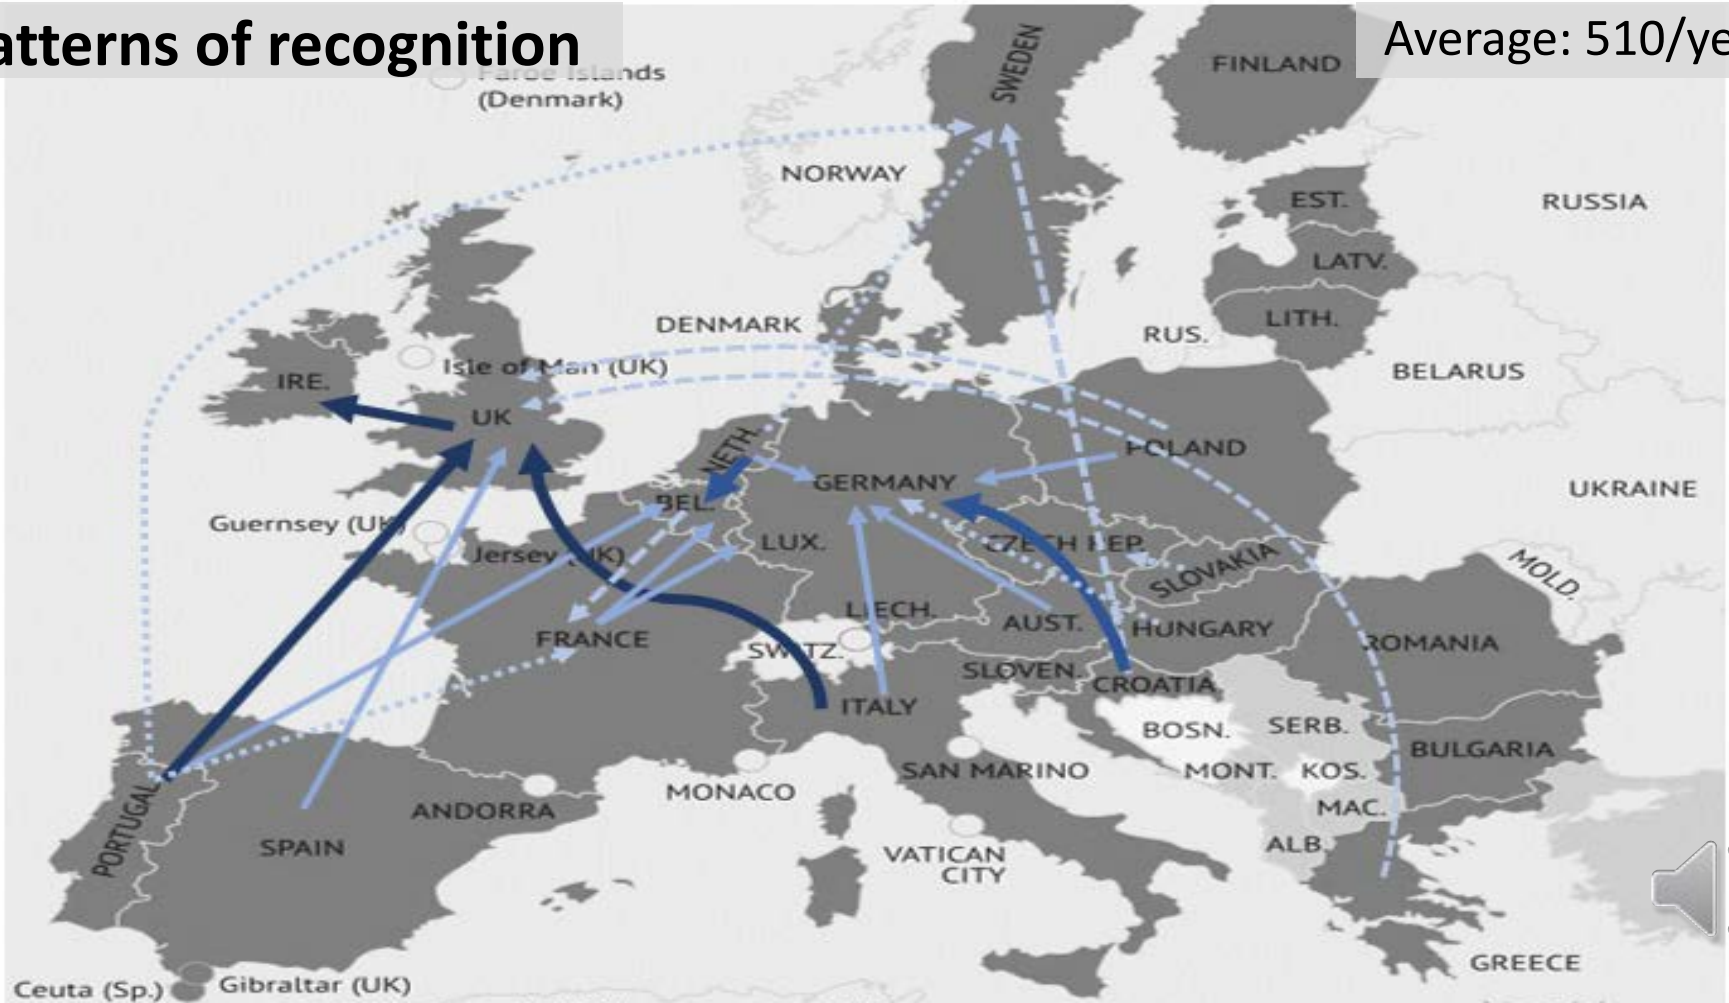 atterns of recognition
Average: 510/ye
Faroe Islands
(Denmark)
SWEDEN
FINLAND
NORWAY
EST.
RUSSIA
LATV.
LITH.
DENMARK
RUS.
BELARUS
Isle of Man (UK)
IRE.
UK
NETH.
POLAND
GERMANY
UKRAINE
BEL.
Guernsey (UK)
Jersey (UK)
LUX.
CZECH REP.
SLOVAKIA
MOLD.
LIECH.
AUST.
HUNGARY
FRANCE
SWITZ.
ROMANIA
SLOVEN.
CROATIA
ITALY
BOSN.
SERB.
BULGARIA
SAN MARINO
MONT.
KOS.
MONACO
ANDORRA
MAC.
PORTUGAL
SPAIN
ALB.
VATICAN
CITY
GREECE
Ceuta (Sp.)
Gibraltar (UK)